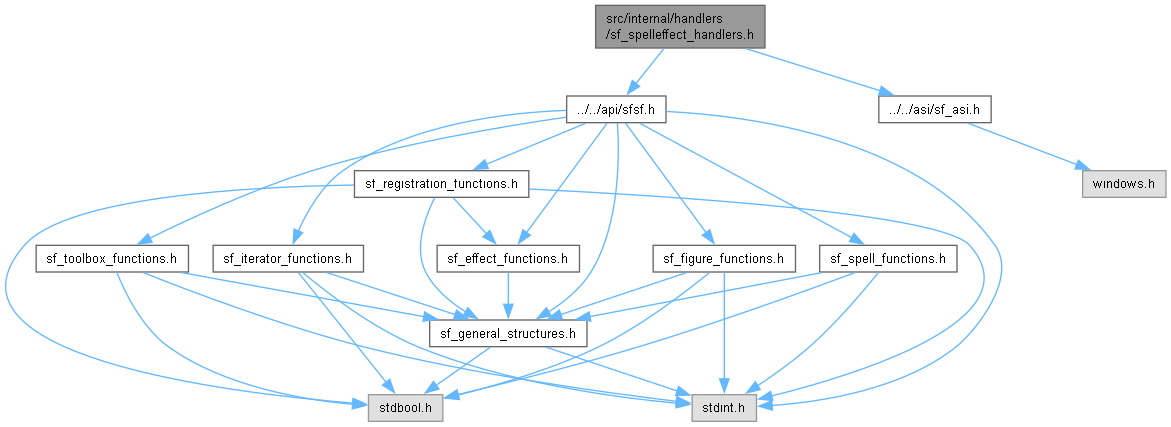 src/internal/handlers
/sf_spelleffect_handlers.h
../../api/sfsf.h
../../asi/sf_asi.h
sf_registration_functions.h
windows.h
sf_toolbox_functions.h
sf_iterator_functions.h
sf_effect_functions.h
sf_figure_functions.h
sf_spell_functions.h
sf_general_structures.h
stdbool.h
stdint.h